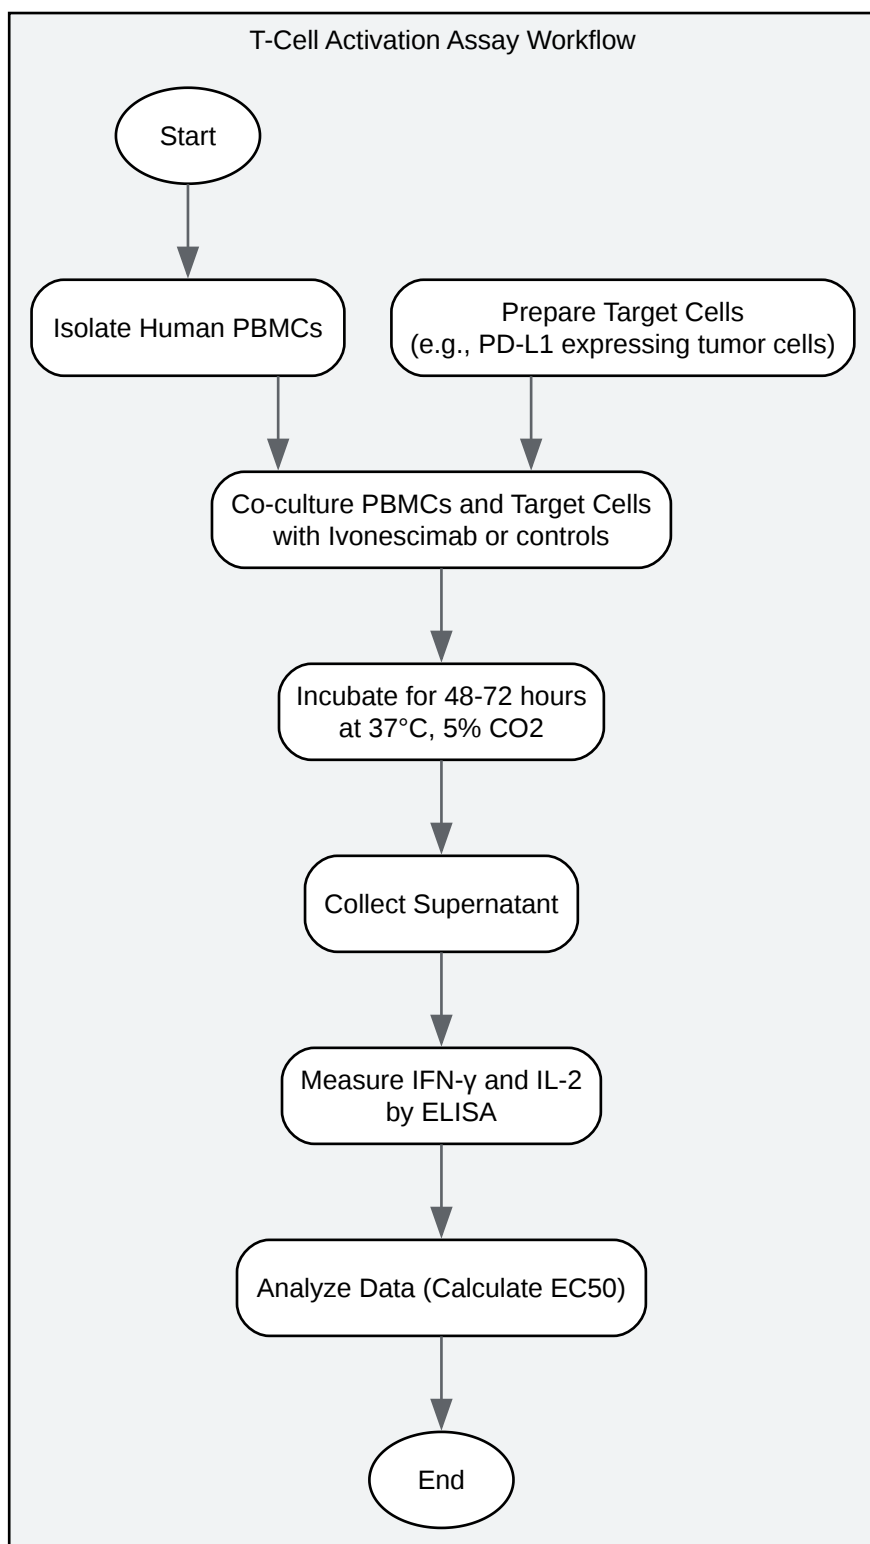 T-Cell Activation Assay Workflow
Start
Isolate Human PBMCs
Prepare Target Cells
(e.g., PD-L1 expressing tumor cells)
Co-culture PBMCs and Target Cells
with Ivonescimab or controls
Incubate for 48-72 hours
at 37°C, 5% CO2
Collect Supernatant
Measure IFN-γ and IL-2
by ELISA
Analyze Data (Calculate EC50)
End